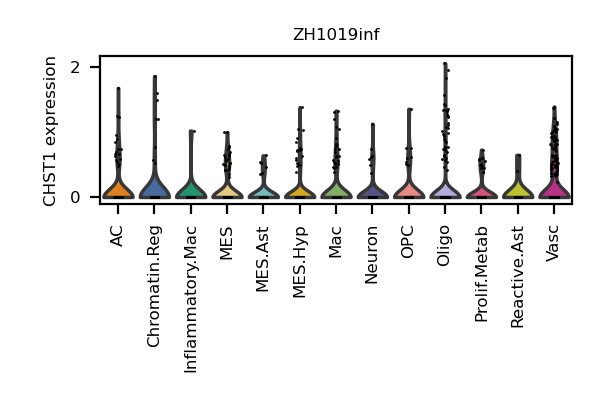 ZH1019inf
CHST1 expression
2
0
AC
Chromatin.Reg
Inflammatory.Mac
MES
MES.Ast
MES.Hyp
Mac
Neuron
OPC
Oligo
Prolif.Metab
Reactive.Ast
Vasc